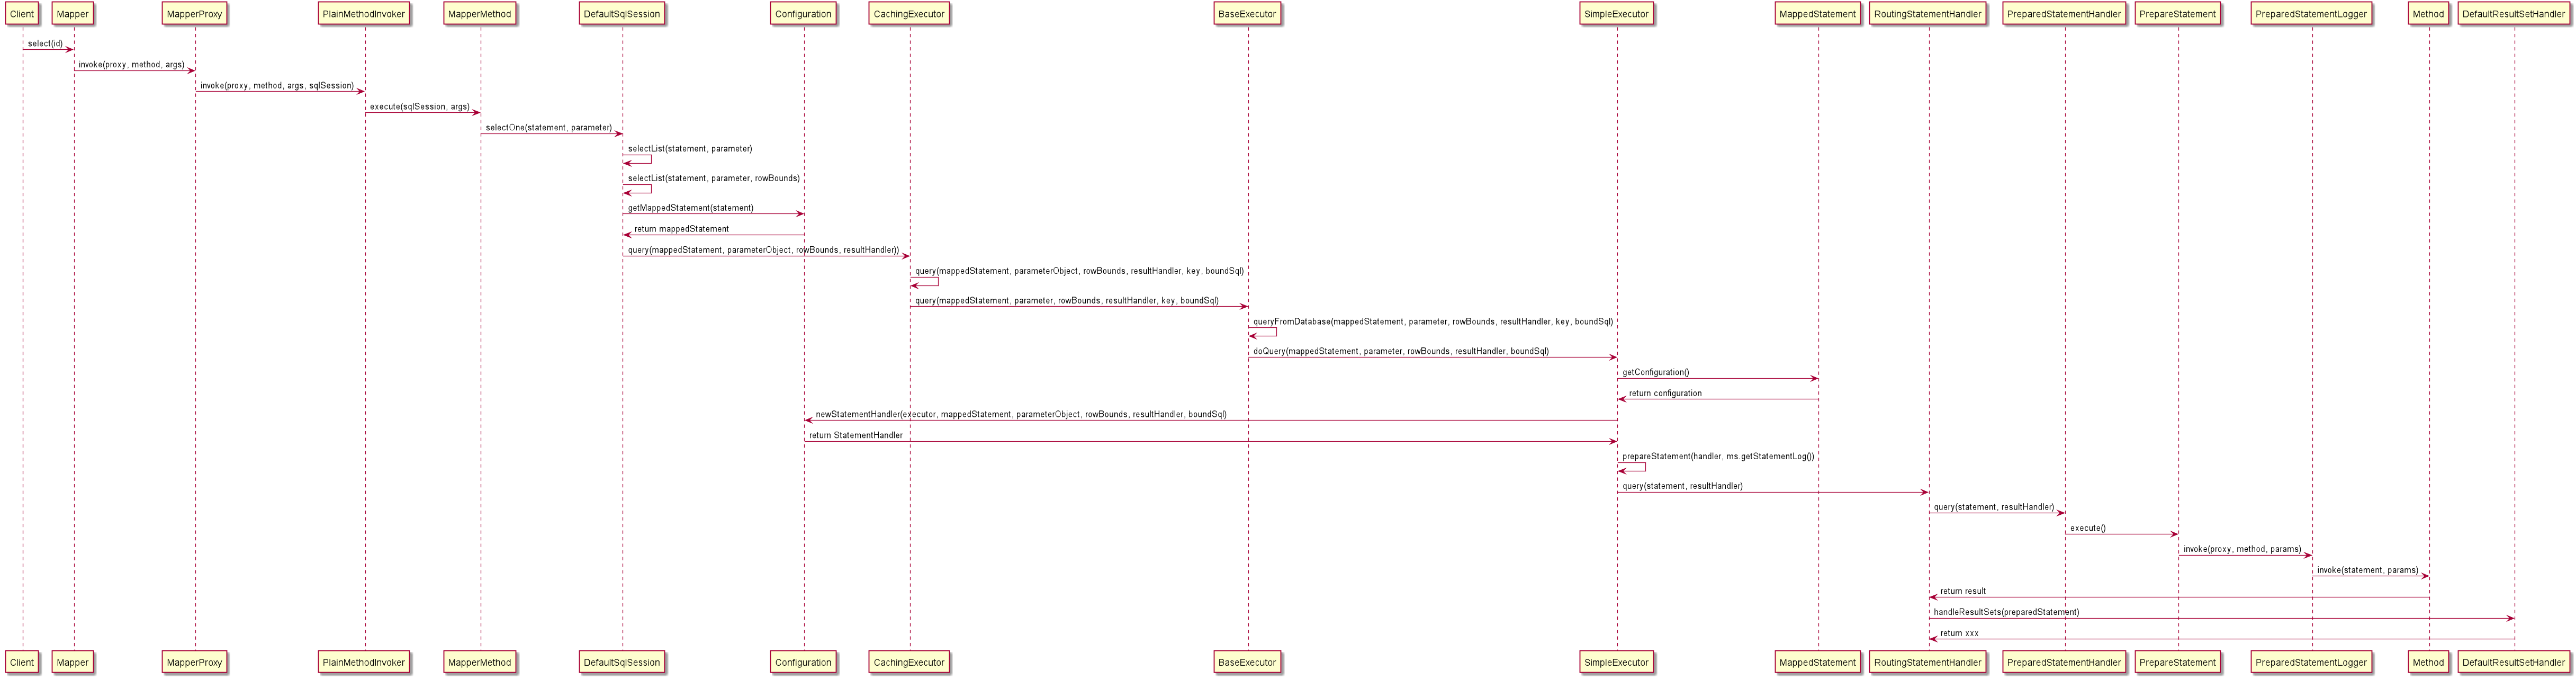 Client Mapper MapperProxy PlainMethodInvoker MapperMethod DefaultSqlSession Configuration CachingExecutor BaseExecutor SimpleExecutor MappedStatement RoutingStatementHandler PreparedStatementHandler PrepareStatement PreparedStatementLogger Method DefaultResultSetHandler
select(id)
invoke(proxy, method, args)
invoke(proxy, method, args, sqlSession)
execute(sqlSession, args)
selectOne(statement, parameter)
selectList(statement, parameter)
selectList(statement, parameter, rowBounds)
getMappedStatement(statement)
return mappedStatement
query(mappedStatement, parameterObject, rowBounds, resultHandler))
query(mappedStatement, parameterObject, rowBounds, resultHandler, key, boundSql)
query(mappedStatement, parameter, rowBounds, resultHandler, key, boundSql)
queryFromDatabase(mappedStatement, parameter, rowBounds, resultHandler, key, boundSql)
doQuery(mappedStatement, parameter, rowBounds, resultHandler, boundSql)
getConfiguration()
return configuration
newStatementHandler(executor, mappedStatement, parameterObject, rowBounds, resultHandler, boundSql)
return StatementHandler
prepareStatement(handler, ms.getStatementLog())
query(statement, resultHandler)
query(statement, resultHandler)
execute()
invoke(proxy, method, params)
invoke(statement, params)
return result
handleResultSets(preparedStatement)
return xxx
Client Mapper MapperProxy PlainMethodInvoker MapperMethod DefaultSqlSession Configuration CachingExecutor BaseExecutor SimpleExecutor MappedStatement RoutingStatementHandler PreparedStatementHandler PrepareStatement PreparedStatementLogger Method DefaultResultSetHandler